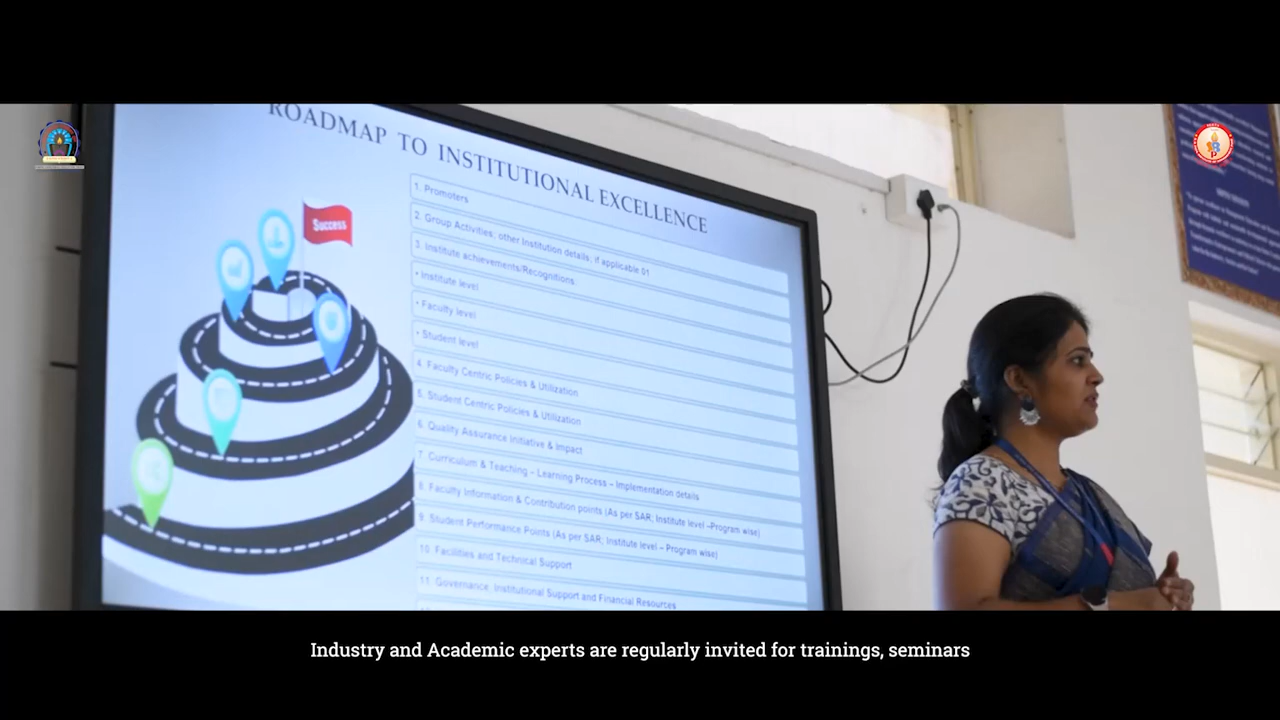 ROADMAP TO INSTITUTIONAL EXCELLENCE
Success
1. Promoters
2. Group Activities; other Institution details; if applicable 01
3. Institute achievements/Recognitions
• Institute level
• Faculty level
• Student level
4. Faculty Centric Policies & Utilization
5. Student Centric Policies & Utilization
6. Quality Assurance Initiative & Impact
7. Curriculum & Teaching – Learning Process – Implementation details
8. Faculty Information & Contribution points (As per SAR; Institute level –Program wise)
9. Student Performance Points (As per SAR; Institute level – Program wise)
10. Facilities and Technical Support
11. Governance, Institutional Support and Financial Resources
Industry and Academic experts are regularly invited for trainings, seminars